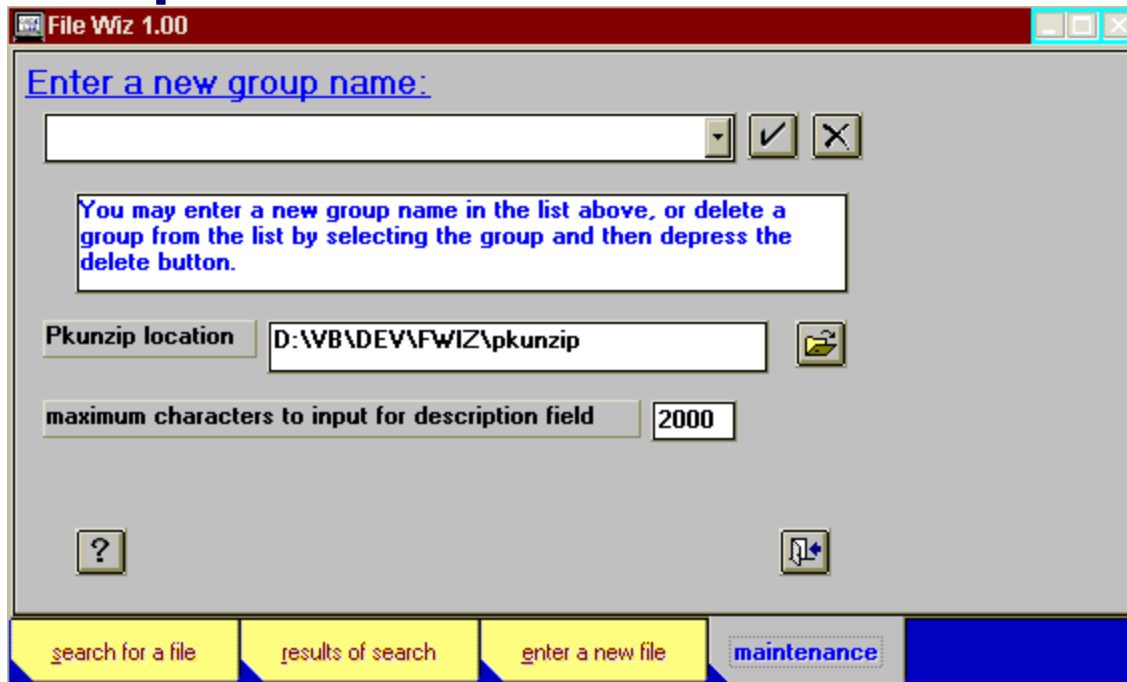 File Wiz 1.00
Enter a new group name:
You may enter a new group name in the list above, or delete a
group from the list by selecting the group and then depress the
delete button.
Pkunzip location
D:\VB\DEV\FWIZ\pkunzip
maximum characters to input for description field
2000
?
search for a file
results of search
enter a new file
maintenance